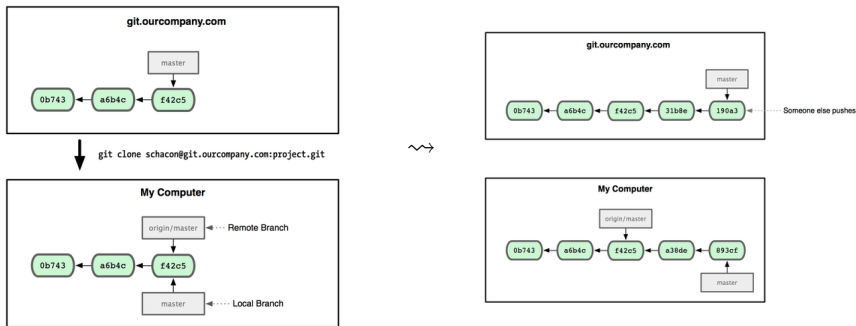 git.ourcompany.com
master
0b743 a6b4c f42c5
git clone schacon@git.ourcompany.com:project.git
My Computer
origin/master Remote Branch
0b743 a6b4c f42c5
master Local Branch
git.ourcompany.com
master
0b743 a6b4c f42c5 31b8e 190a3 Someone else pushes
My Computer
origin/master
0b743 a6b4c f42c5 a38de 893cf
master